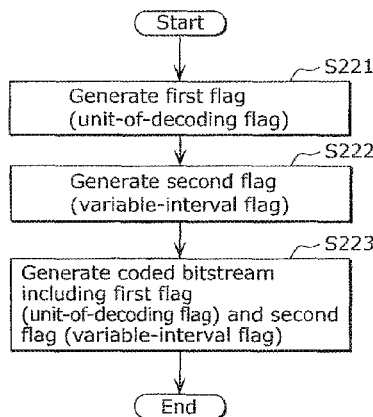 Start
S221
Generate first flag
(unit-of-decoding flag)
S222
Generate second flag
(variable-interval flag)
S223
Generate coded bitstream
including first flag
(unit-of-decoding flag) and second
flag (variable-interval flag)
End